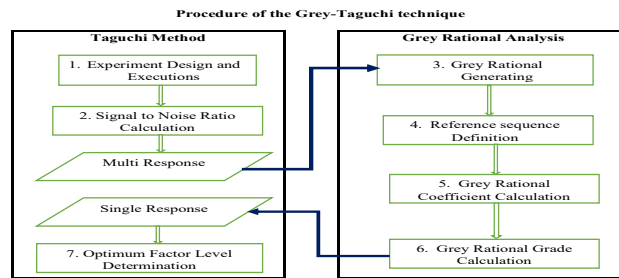 Procedure of the Grey-Taguchi technique
Taguchi Method
1. Experiment Design and
Executions
2. Signal to Noise Ratio
Calculation
Multi Response
Single Response
7. Optimum Factor Level
Determination
Grey Rational Analysis
3. Grey Rational
Generating
4. Reference sequence
Definition
5. Grey Rational
Coefficient Calculation
6. Grey Rational Grade
Calculation